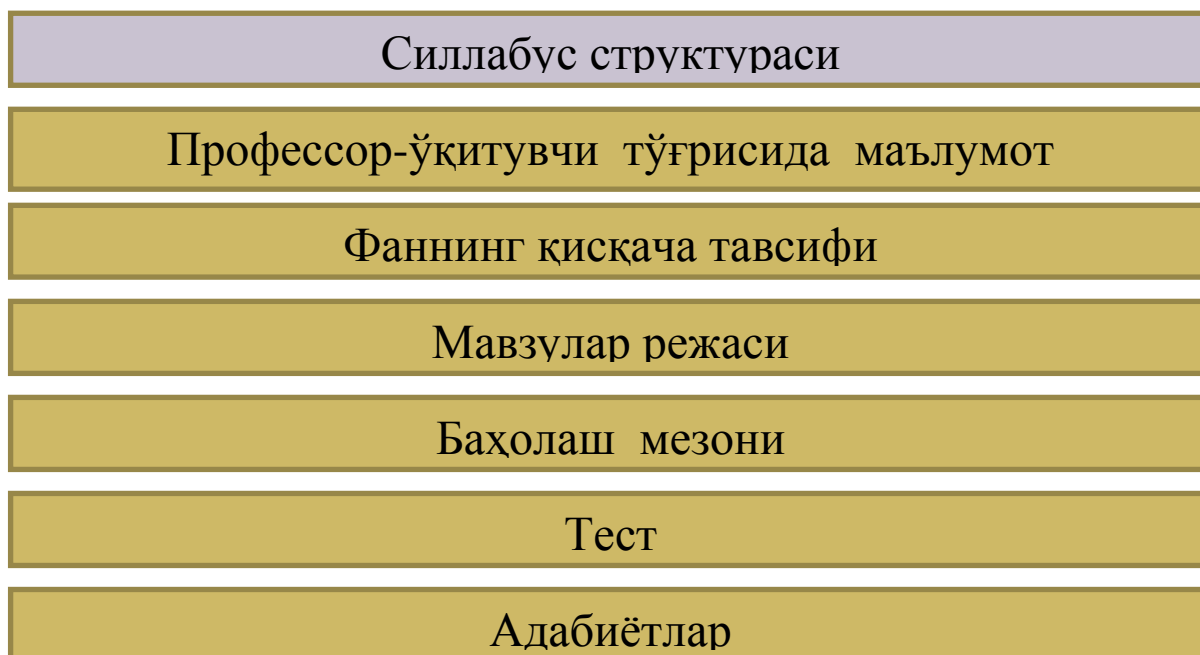 Силлабус структураси
Профессор-ўқитувчи тўғрисида маълумот
Фаннинг қисқача тавсифи
Мавзулар режаси
Баҳолаш мезони
Тест
Адабиётлар